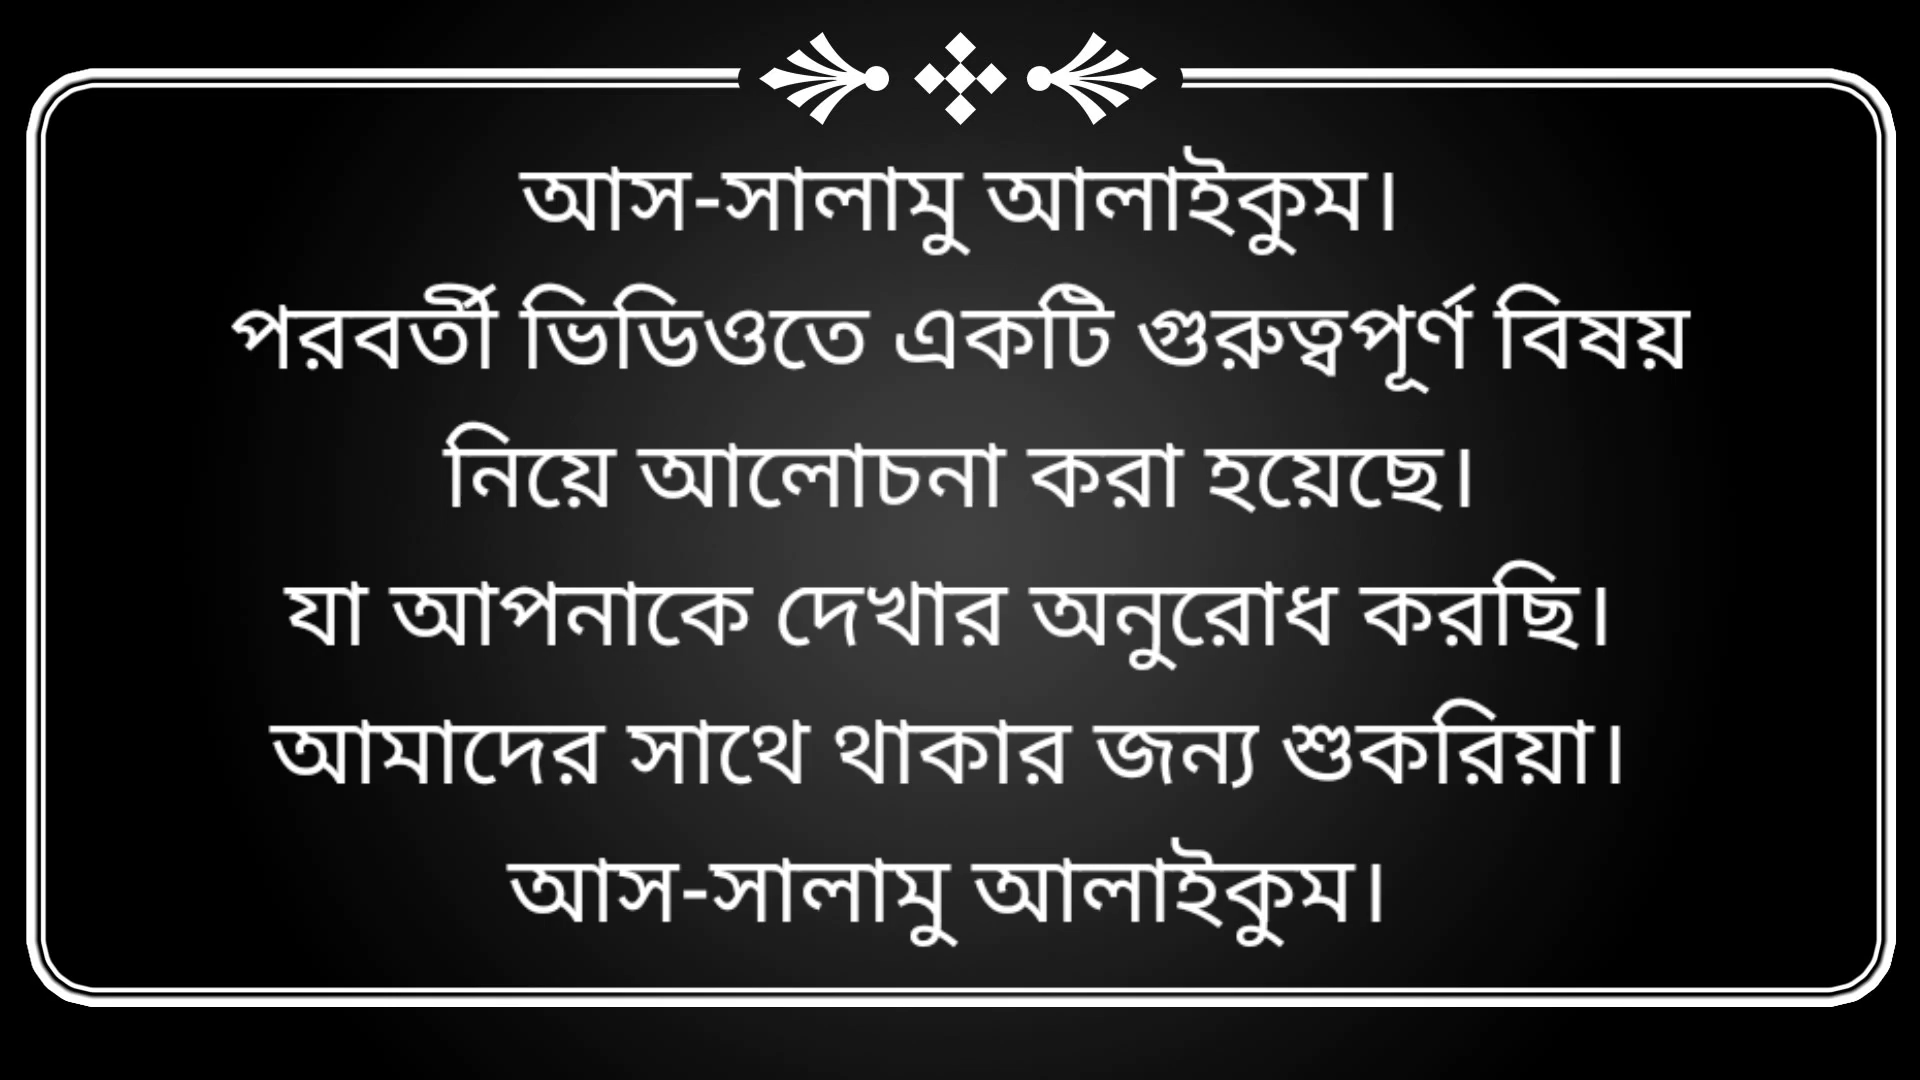 আস-সালামু আলাইকুম।
পরবর্তী ভিডিওতে একটি গুরুত্বপূর্ণ বিষয়
নিয়ে আলোচনা করা হয়েছে।
যা আপনাকে দেখার অনুরোধ করছি।
আমাদের সাথে থাকার জন্য শুকরিয়া।
আস-সালামু আলাইকুম।